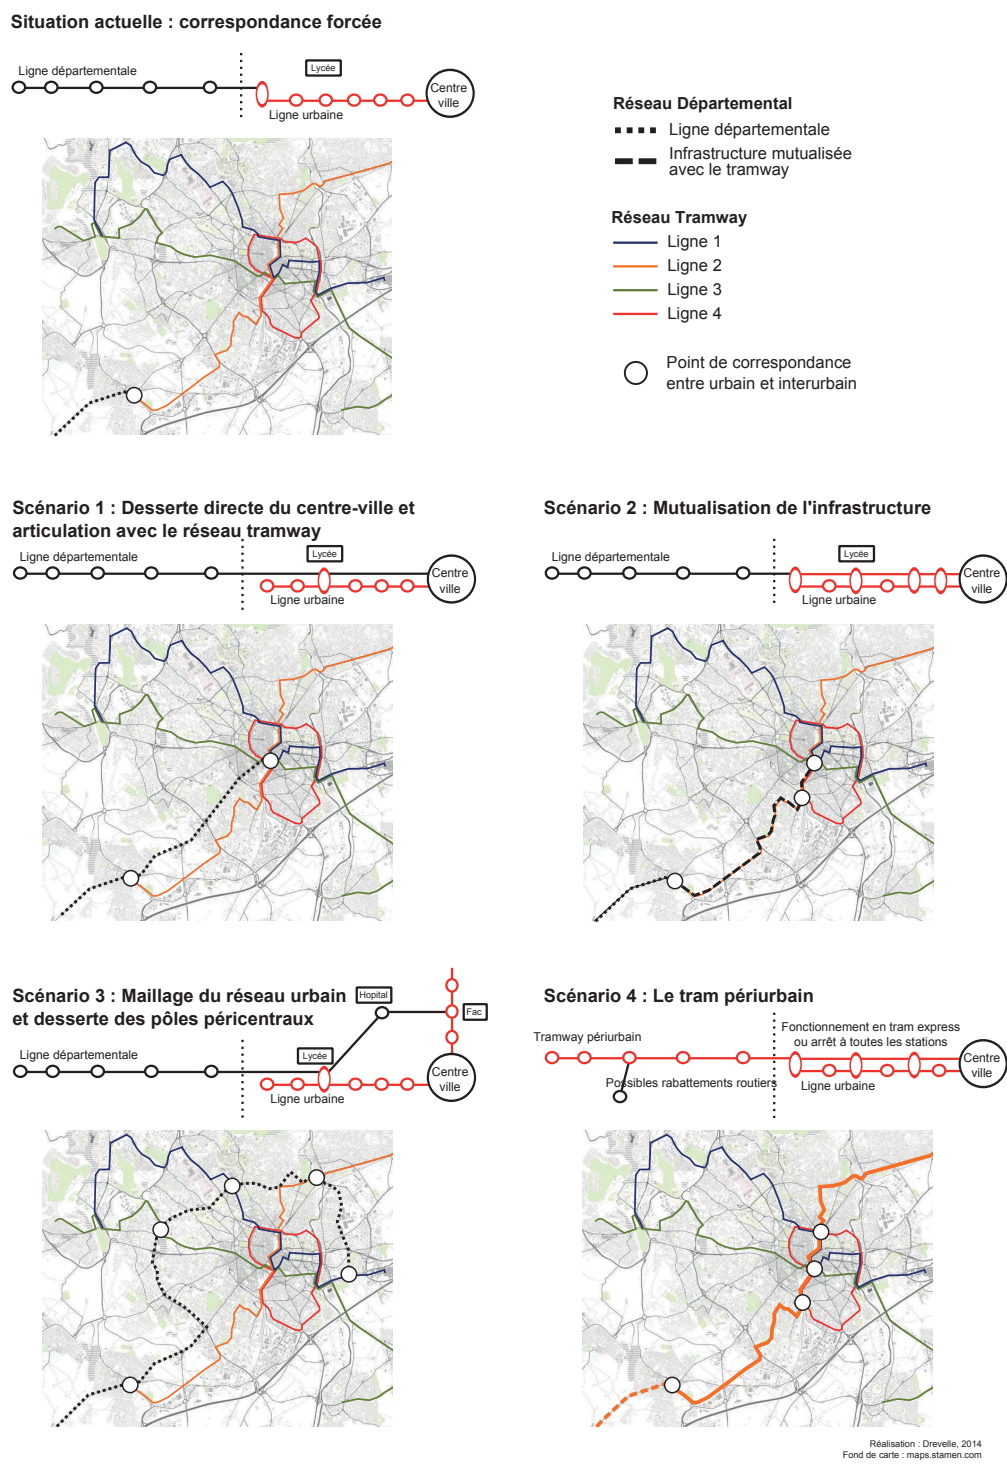 Situation actuelle : correspondance forcée
Ligne départementale
Lycée
Centre
ville
Ligne urbaine
Réseau Départemental
Ligne départementale
Infrastructure mutualisée
avec le tramway
Réseau Tramway
Ligne 1
Ligne 2
Ligne 3
Ligne 4
Point de correspondance
entre urbain et interurbain
Scénario 1 : Desserte directe du centre-ville et
articulation avec le réseau tramway
Ligne départementale
Lycée
Centre
ville
Ligne urbaine
Scénario 2 : Mutualisation de l'infrastructure
Ligne départementale
Lycée
Centre
ville
Ligne urbaine
Scénario 3 : Maillage du réseau urbain
et desserte des pôles péricentraux
Hopital
Fac
Ligne départementale
Lycée
Centre
ville
Ligne urbaine
Scénario 4 : Le tram périurbain
Tramway périurbain
Fonctionnement en tram express
ou arrêt à toutes les stations
Centre
ville
Possibles rabattements routiers
Ligne urbaine
Réalisation : Drevelle, 2014
Fond de carte : maps.stamen.com